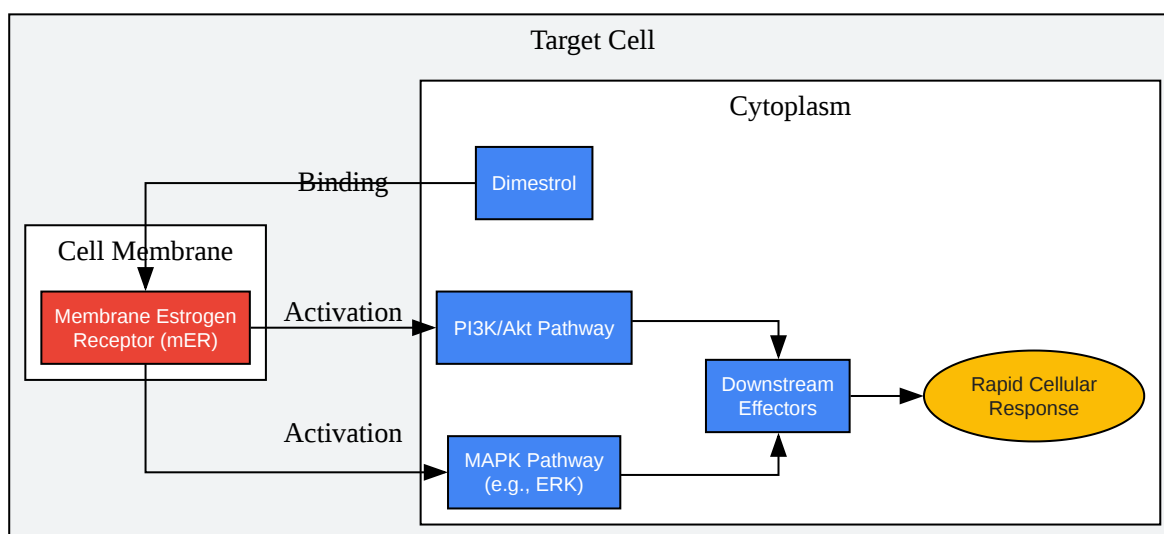 Target Cell
Cytoplasm
Binding
Dimestrol
Cell Membrane
Membrane Estrogen
Receptor (mER)
Activation
PI3K/Akt Pathway
Downstream
Effectors
Rapid Cellular
Response
Activation
MAPK Pathway
(e.g., ERK)